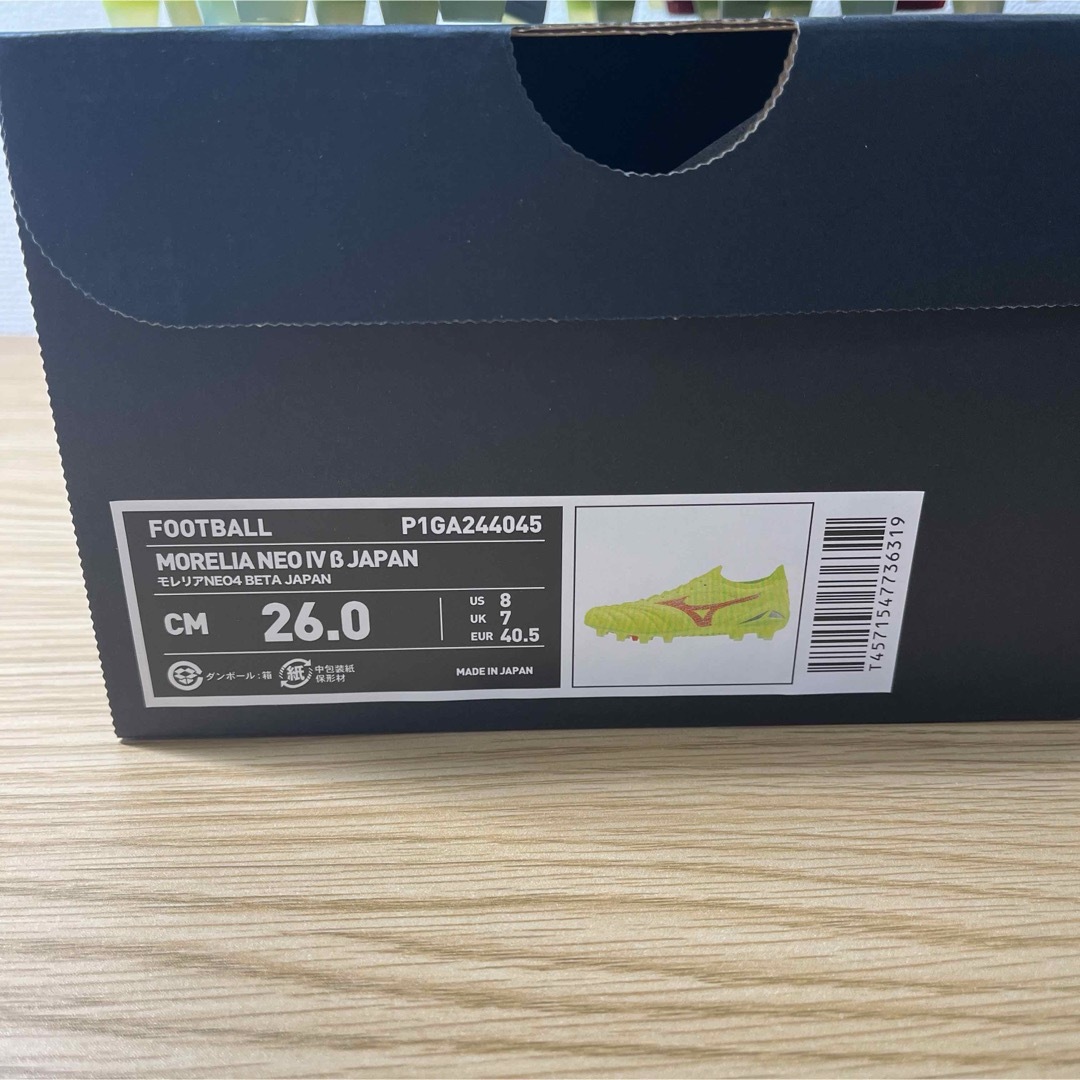 FOOTBALL P1GA244045
MORELIA NEO IV β JAPAN
モレリアNEO4 BETA JAPAN
CM 26.0
US 8
UK 7
EUR 40.5
ダンボール:箱
紙
中包装紙
保形材
MADE IN JAPAN
T4571547736319